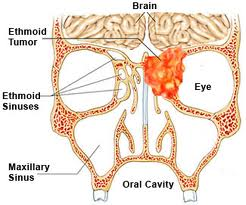 Brain
Ethmoid
Tumor
Eye
Ethmoid
Sinuses
Maxillary
Sinus
Oral Cavity